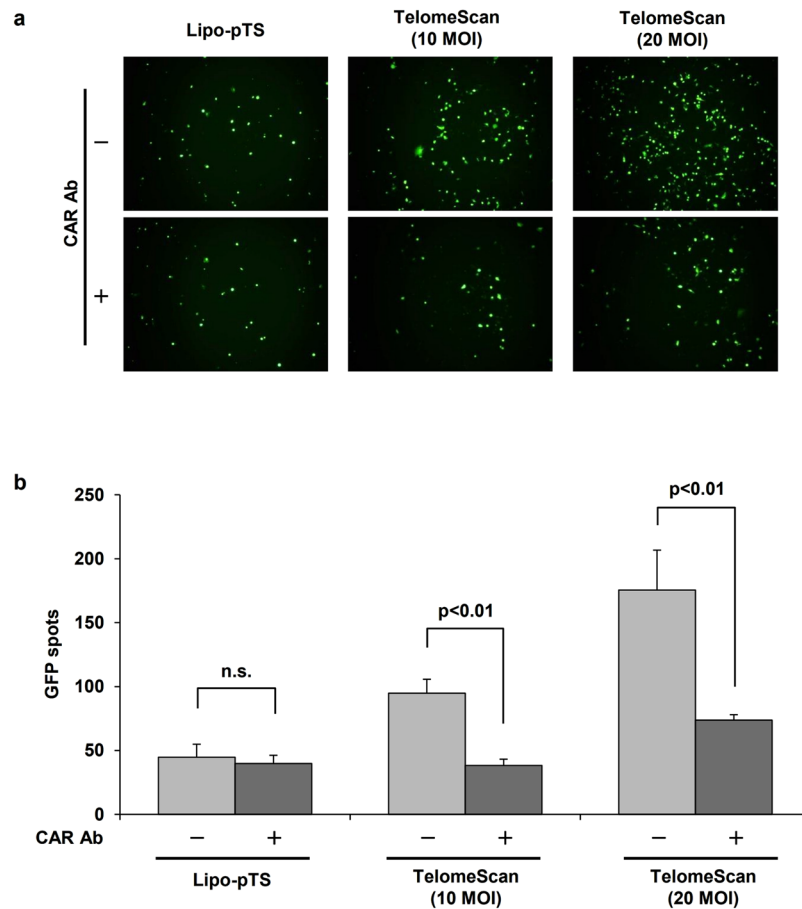 a
Lipo-pTS
TelomeScan
(10 MOI)
TelomeScan
(20 MOI)
CAR Ab
−
+
b
GFP spots
250
200
150
100
50
0
n.s.
p<0.01
p<0.01
CAR Ab
− + − + − +
Lipo-pTS
TelomeScan
(10 MOI)
TelomeScan
(20 MOI)